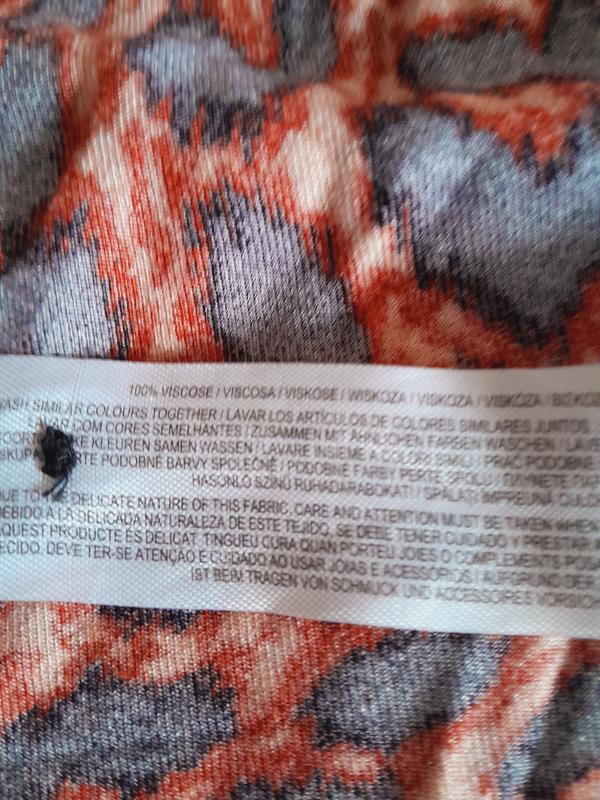 100% VISCOSE / VISCOSA / VISKOSE / WISKOZA / VISKOZA / VISKÓZA /
WASH SIMILAR COLOURS TOGETHER / LAVAR LOS ARTÍCULOS DE COLORES SIMILARES JUNTOS
COM CORES SEMELHANTES / ZUSAMMEN MIT ÄHNLICHEN FARBEN WASCHEN /
KLEUREN SAMEN WASSEN / LAVARE INSIEME A COLORI SIMILI / PRAĆ PODOBNE
PODOBNÉ BARVY SPOLEČNĚ / PODOBNÉ FARBY PERTE SPOLU /
HASONLÓ SZÍNŰ RUHADARABOKAT! / SPĂLAȚI ÎMPREUNĂ
DUE TO THE DELICATE NATURE OF THIS FABRIC, CARE AND ATTENTION MUST BE TAKEN WHEN
DEBIDO A LA DELICADA NATURALEZA DE ESTE TEJIDO, SE DEBE TENER CUIDADO Y PRESTAR
AQUEST PRODUCTE ÉS DELICAT. TINGUEU CURA QUAN PORTEU JOIES O COMPLEMENTS
TECIDO, DEVE TER-SE ATENÇÃO E CUIDADO AO USAR JOIAS E ACESSÓRIOS / AUFGRUND DER
IST BEIM TRAGEN VON SCHMUCK UND ACCESSOIRES